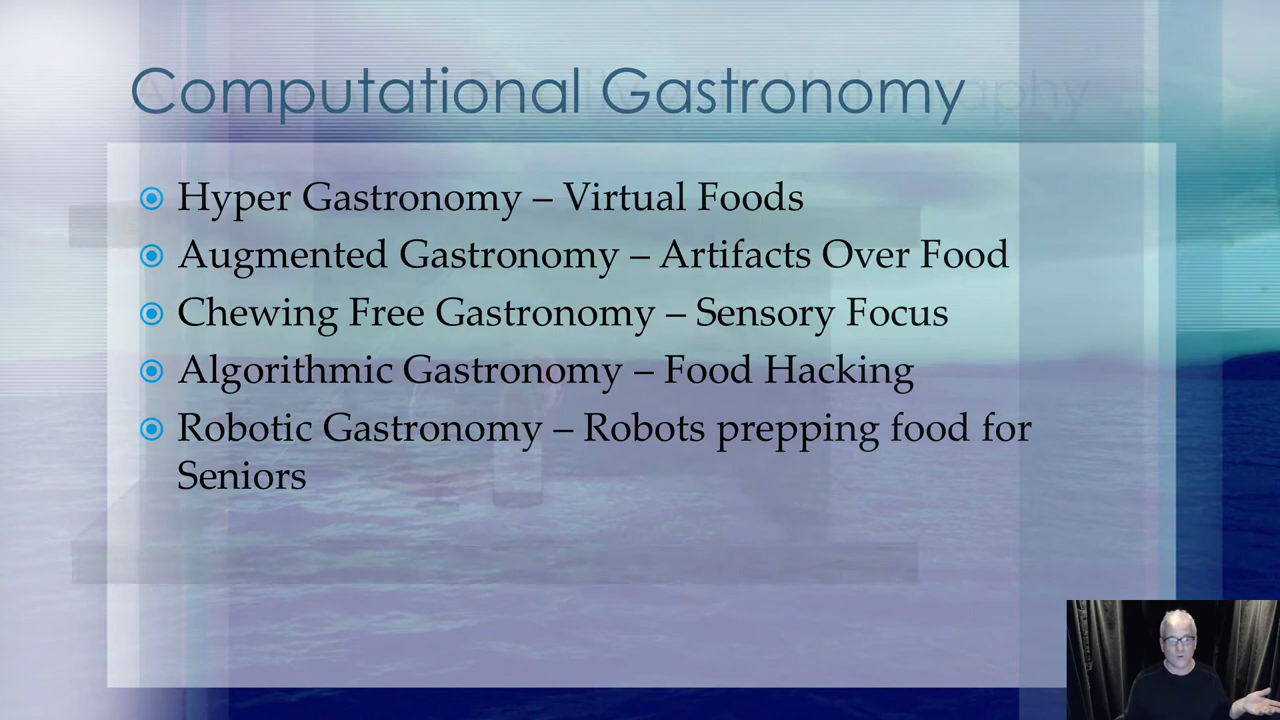 Computational Gastronomy
Hyper Gastronomy – Virtual Foods
Augmented Gastronomy – Artifacts Over Food
Chewing Free Gastronomy – Sensory Focus
Algorithmic Gastronomy – Food Hacking
Robotic Gastronomy – Robots prepping food for
Seniors